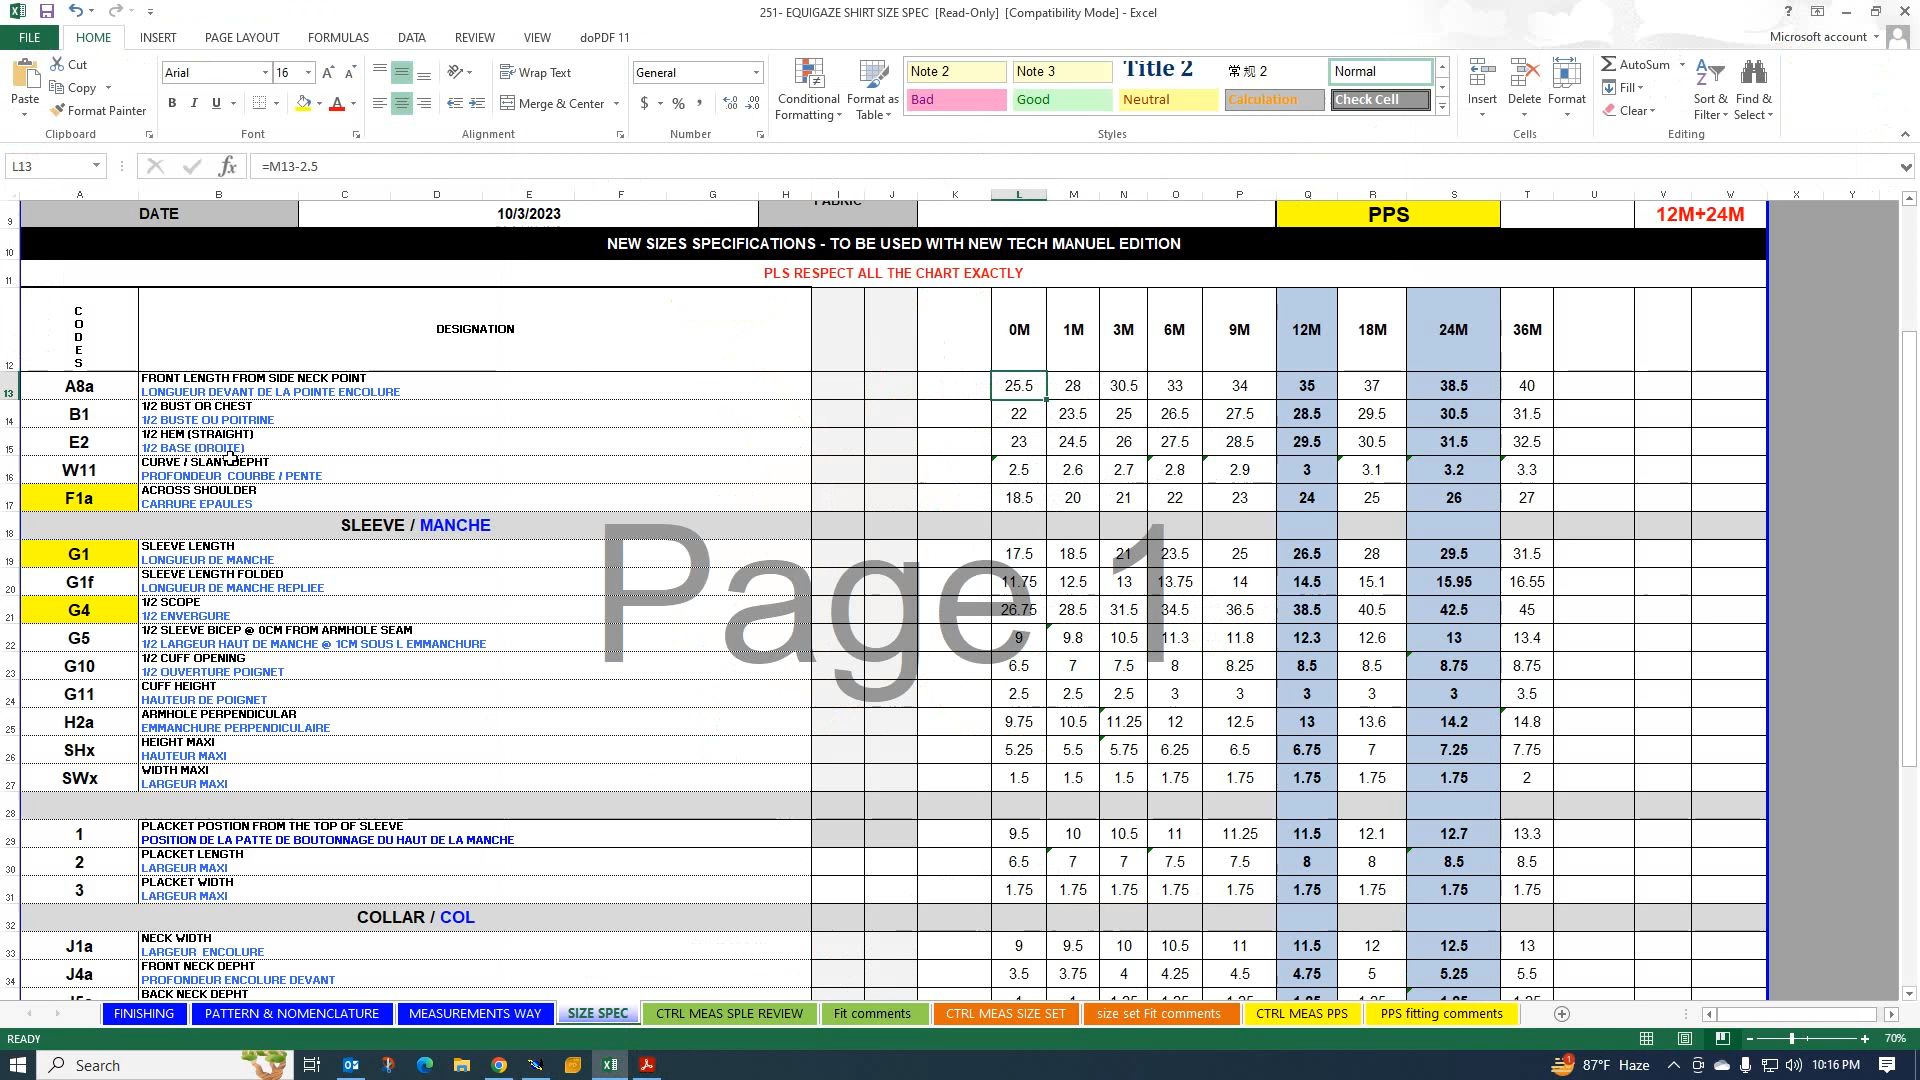 251- EQUIGAZE SHIRT SIZE SPEC [Read-Only] [Compatibility Mode] - Excel
FILE HOME INSERT PAGE LAYOUT FORMULAS DATA REVIEW VIEW doPDF 11 Microsoft account
Cut
Copy
Format Painter
Paste
Clipboard
Arial 16
B I U
Font
Wrap Text
Merge & Center
Alignment
General
$ % ,
Number
Conditional Formatting
Format as Table
Note 2 Note 3 Title 2 常规 2 Normal
Bad Good Neutral Calculation Check Cell
Styles
Insert Delete Format
Cells
AutoSum
Fill
Clear
Sort & Filter
Find & Select
Editing
L13 fx =M13-2.5
A B C D E F G H I J K L M N O P Q R S T U V W X Y
9 DATE 10/3/2023 FABRIC PPS 12M+24M
10 NEW SIZES SPECIFICATIONS - TO BE USED WITH NEW TECH MANUEL EDITION
11 PLS RESPECT ALL THE CHART EXACTLY
12 CODES DESIGNATION 0M 1M 3M 6M 9M 12M 18M 24M 36M
13 A8a FRONT LENGTH FROM SIDE NECK POINT 25.5 28 30.5 33 34 35 37 38.5 40
LONGUEUR DEVANT DE LA POINTE ENCOLURE
14 B1 1/2 BUST OR CHEST 22 23.5 25 26.5 27.5 28.5 29.5 30.5 31.5
1/2 BUSTE OU POITRINE
15 E2 1/2 HEM (STRAIGHT) 23 24.5 26 27.5 28.5 29.5 30.5 31.5 32.5
1/2 BASE (DROITE)
16 W11 CURVE / SLANT DEPHT 2.5 2.6 2.7 2.8 2.9 3 3.1 3.2 3.3
PROFONDEUR COURBE / PENTE
17 F1a ACROSS SHOULDER 18.5 20 21 22 23 24 25 26 27
CARRURE EPAULES
18 SLEEVE / MANCHE
19 G1 SLEEVE LENGTH 17.5 18.5 21 23.5 25 26.5 28 29.5 31.5
LONGUEUR DE MANCHE
20 G1f SLEEVE LENGTH FOLDED 11.75 12.5 13 13.75 14 14.5 15.1 15.95 16.55
LONGUEUR DE MANCHE REPLIEE
21 G4 1/2 SCOPE 26.75 28.5 31.5 34.5 36.5 38.5 40.5 42.5 45
1/2 ENVERGURE
22 G5 1/2 SLEEVE BICEP @ 0CM FROM ARMHOLE SEAM 9 9.8 10.5 11.3 11.8 12.3 12.6 13 13.4
1/2 LARGEUR HAUT DE MANCHE @ 1CM SOUS L EMMANCHURE
23 G10 1/2 CUFF OPENING 6.5 7 7.5 8 8.25 8.5 8.5 8.75 8.75
1/2 OUVERTURE POIGNET
24 G11 CUFF HEIGHT 2.5 2.5 2.5 3 3 3 3 3 3.5
HAUTEUR DE POIGNET
25 H2a ARMHOLE PERPENDICULAR 9.75 10.5 11.25 12 12.5 13 13.6 14.2 14.8
EMMANCHURE PERPENDICULAIRE
26 SHx HEIGHT MAXI 5.25 5.5 5.75 6.25 6.5 6.75 7 7.25 7.75
HAUTEUR MAXI
27 SWx WIDTH MAXI 1.5 1.5 1.5 1.75 1.75 1.75 1.75 1.75 2
LARGEUR MAXI
28
29 1 PLACKET POSTION FROM THE TOP OF SLEEVE 9.5 10 10.5 11 11.25 11.5 12.1 12.7 13.3
POSITION DE LA PATTE DE BOUTONNAGE DU HAUT DE LA MANCHE
30 2 PLACKET LENGTH 6.5 7 7 7.5 7.5 8 8 8.5 8.5
LARGEUR MAXI
31 3 PLACKET WIDTH 1.75 1.75 1.75 1.75 1.75 1.75 1.75 1.75 1.75
LARGEUR MAXI
32 COLLAR / COL
33 J1a NECK WIDTH 9 9.5 10 10.5 11 11.5 12 12.5 13
LARGEUR ENCOLURE
34 J4a FRONT NECK DEPHT 3.5 3.75 4 4.25 4.5 4.75 5 5.25 5.5
PROFONDEUR ENCOLURE DEVANT
BACK NECK DEPHT
Page 1
FINISHING PATTERN & NOMENCLATURE MEASUREMENTS WAY SIZE SPEC CTRL MEAS SPLE REVIEW Fit comments CTRL MEAS SIZE SET size set Fit comments CTRL MEAS PPS PPS fitting comments
READY 70%
Search 87°F Haze 10:16 PM